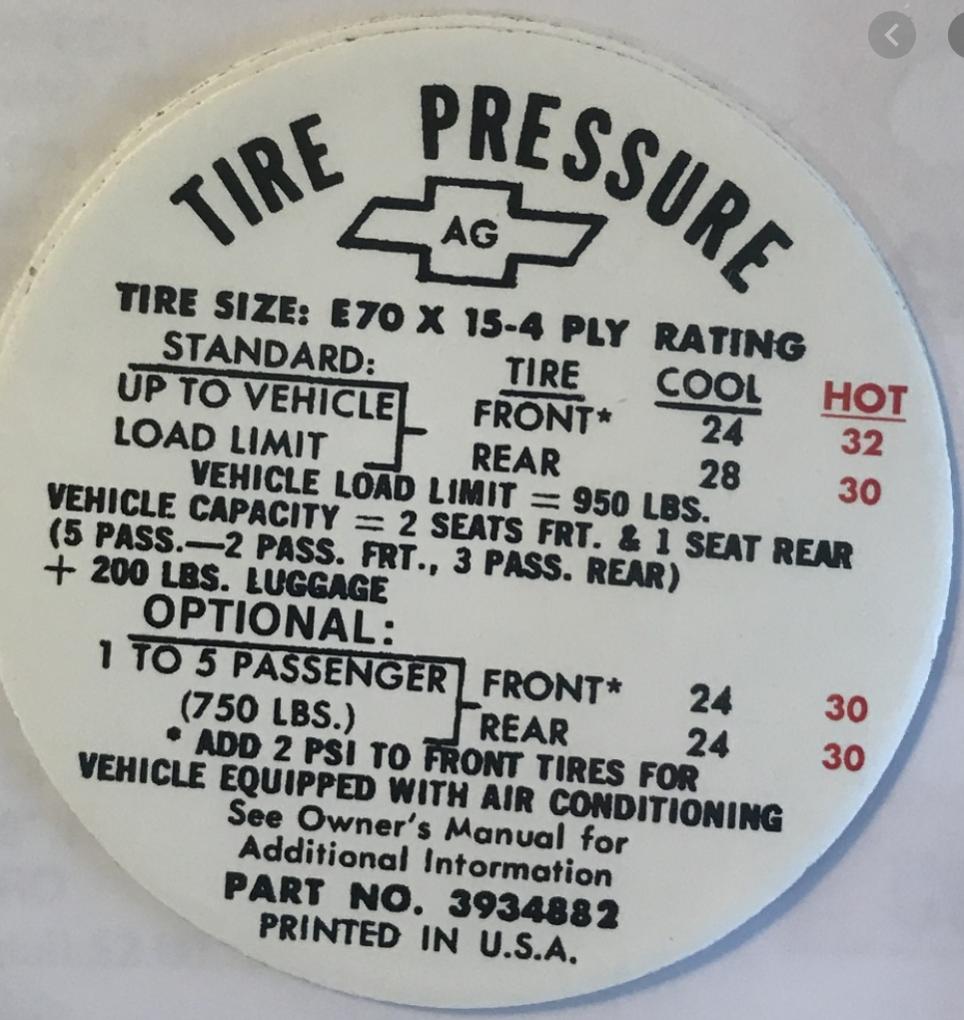 TIRE PRESSURE
AG
TIRE SIZE: E70 X 15-4 PLY RATING
STANDARD: TIRE COOL HOT
UP TO VEHICLE FRONT* 24 32
LOAD LIMIT REAR 28 30
VEHICLE LOAD LIMIT = 950 LBS.
VEHICLE CAPACITY = 2 SEATS FRT. & 1 SEAT REAR
(5 PASS.—2 PASS. FRT., 3 PASS. REAR)
+ 200 LBS. LUGGAGE
OPTIONAL:
1 TO 5 PASSENGER FRONT* 24 30
(750 LBS.) REAR 24 30
* ADD 2 PSI TO FRONT TIRES FOR
VEHICLE EQUIPPED WITH AIR CONDITIONING
See Owner's Manual for
Additional Intormation
PART NO. 3934882
PRINTED IN U.S.A.